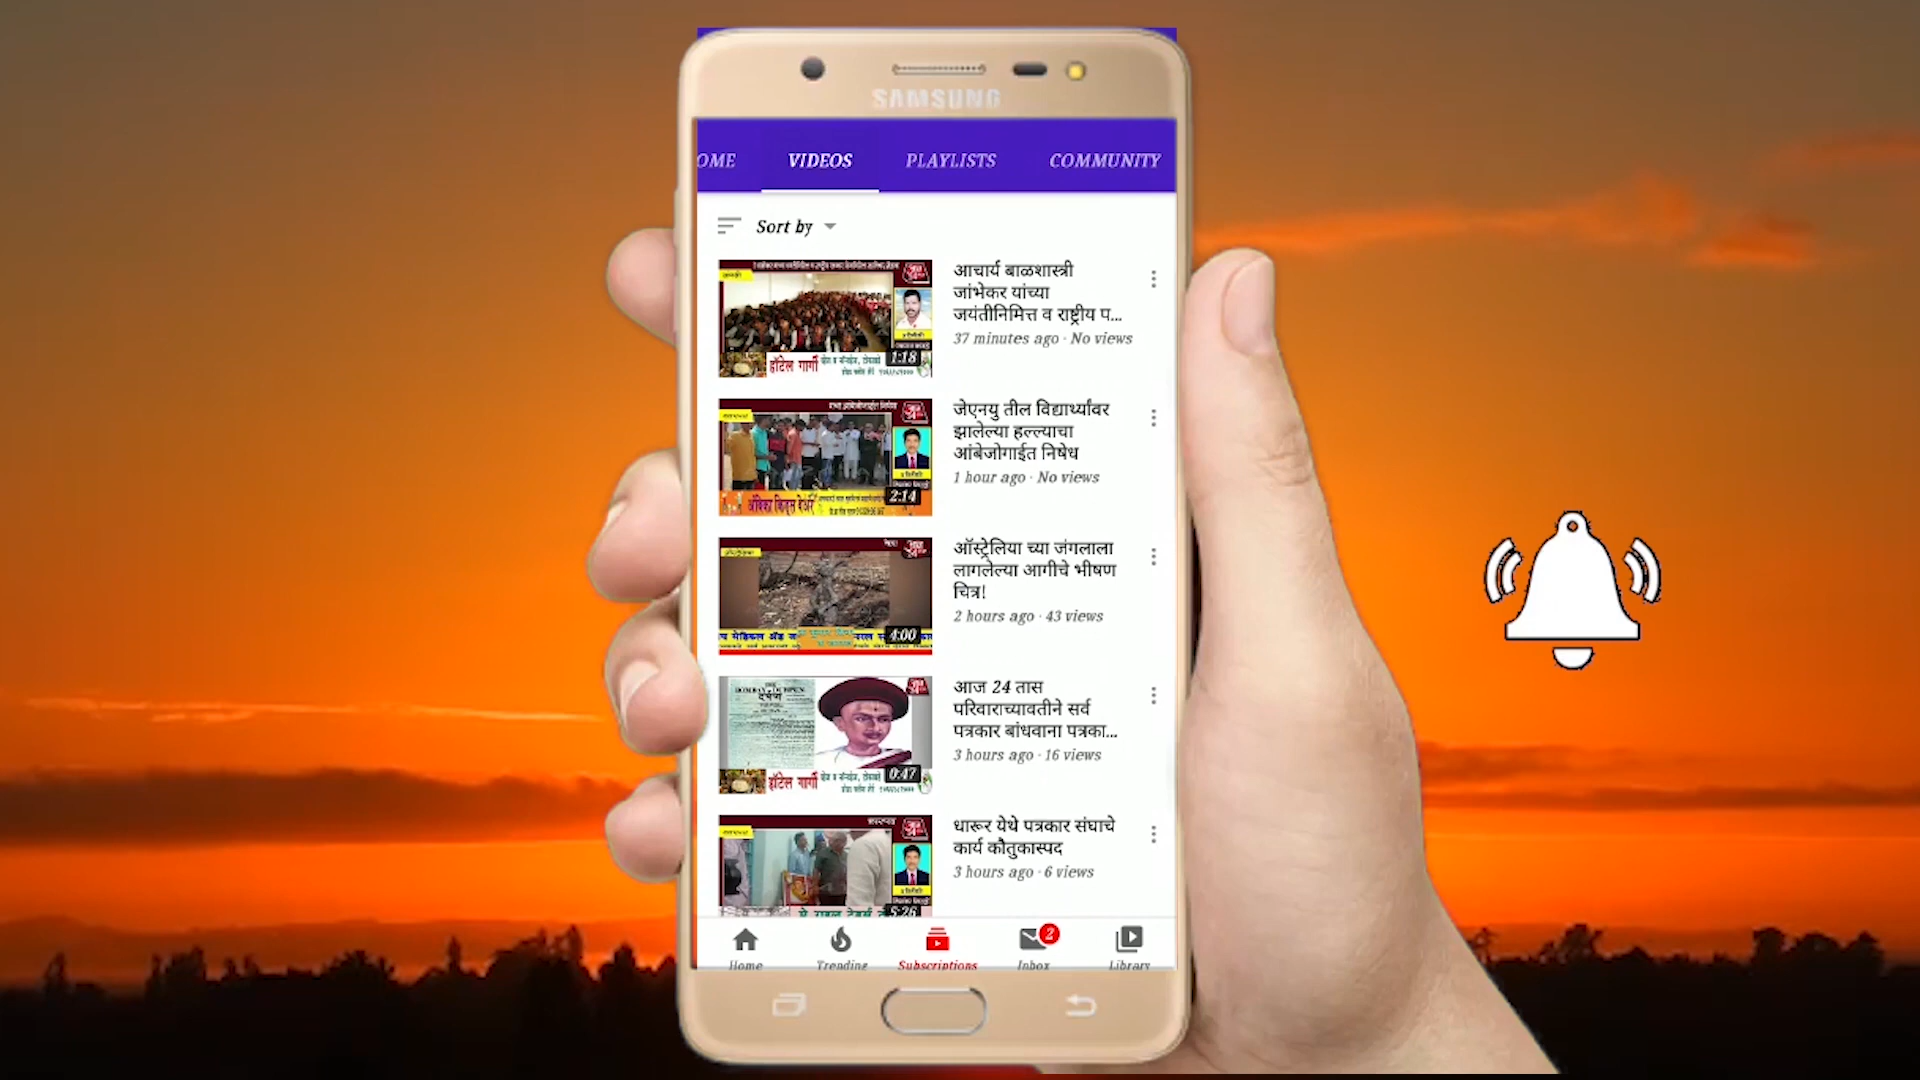 SAMSUNG
OME VIDEOS PLAYLISTS COMMUNITY
Sort by
आचार्य बाळशास्त्री
जांभेकर यांच्या
जयंतीनिमित्त व राष्ट्रीय प...
37 minutes ago · No views
हॉटेल गार्गी
1:18
जेएनयु तील विद्यार्थ्यांवर
झालेल्या हल्ल्याचा
आंबेजोगाईत निषेध
1 hour ago · No views
अंबिका किड्स वेअर
2:14
ऑस्ट्रेलिया च्या जंगलाला
लागलेल्या आगीचे भीषण
चित्र!
2 hours ago · 43 views
4:00
आज 24 तास
परिवाराच्यावतीने सर्व
पत्रकार बांधवाना पत्रका...
3 hours ago · 16 views
हॉटेल गार्गी
0:47
धारूर येथे पत्रकार संघाचे
कार्य कौतुकास्पद
3 hours ago · 6 views
5:26
2
Home Trending Subscriptions Inbox Library